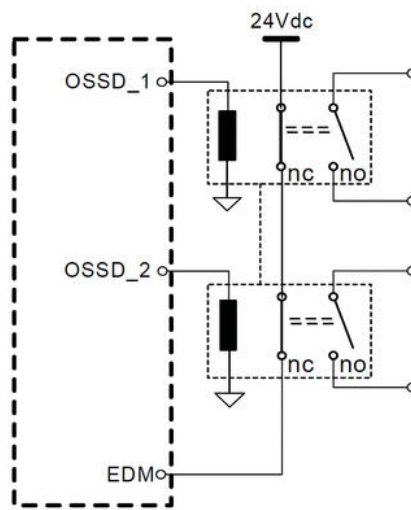 24Vdc
OSSD_1
nc no
OSSD_2
nc no
EDM